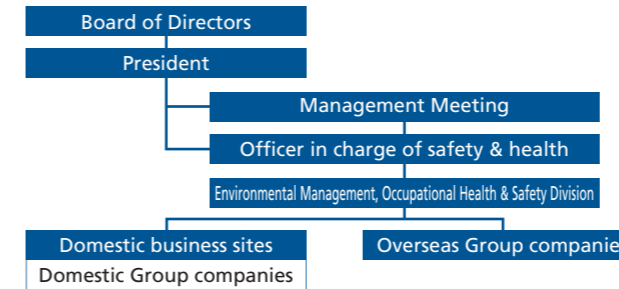 Board of Directors
President
Management Meeting
Officer in charge of safety & health
Environmental Management, Occupational Health & Safety Division
Domestic business sites
Overseas Group companie
Domestic Group companies